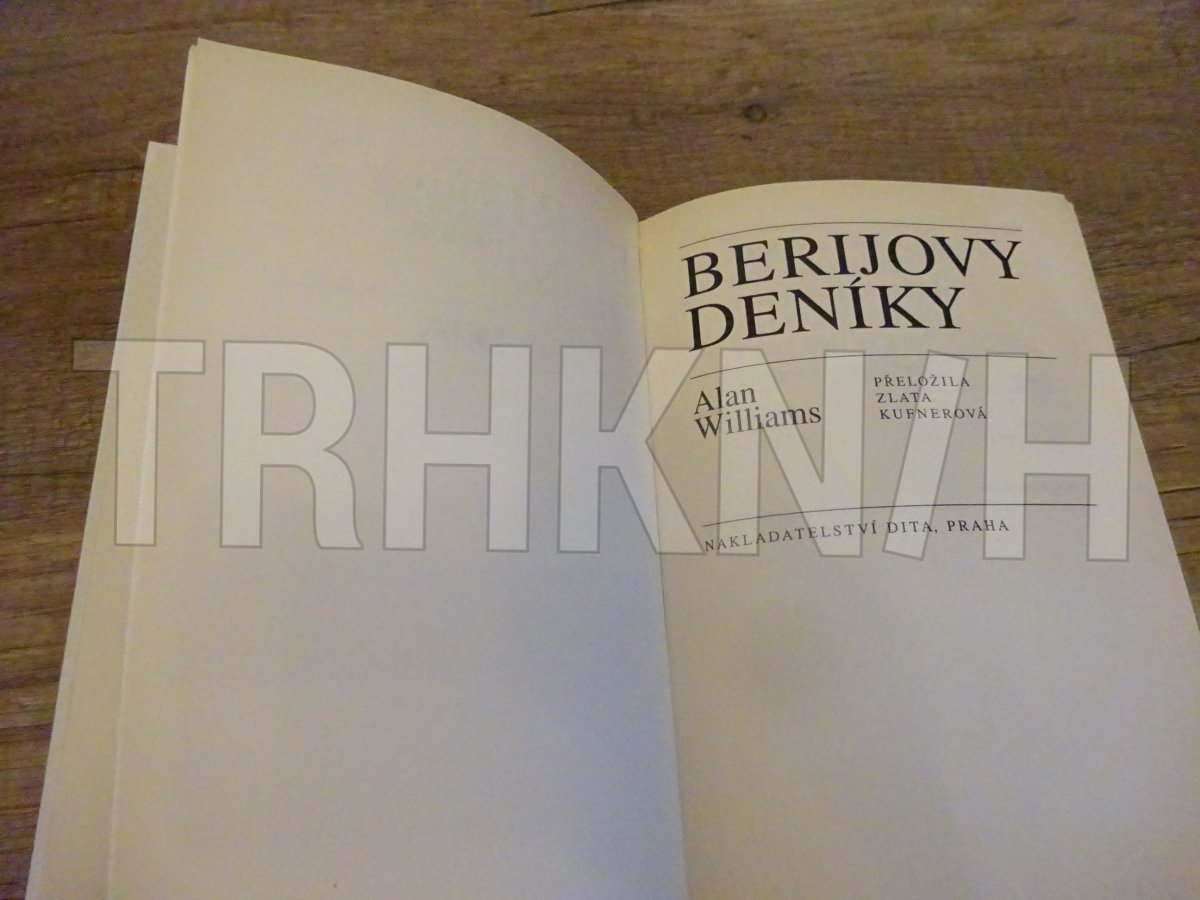 BERIJOVY
DENÍKY
Alan
Williams
PŘELOŽILA
ZLATA
KUFNEROVÁ
NAKLADATELSTVÍ DITA, PRAHA
TRHKNIH